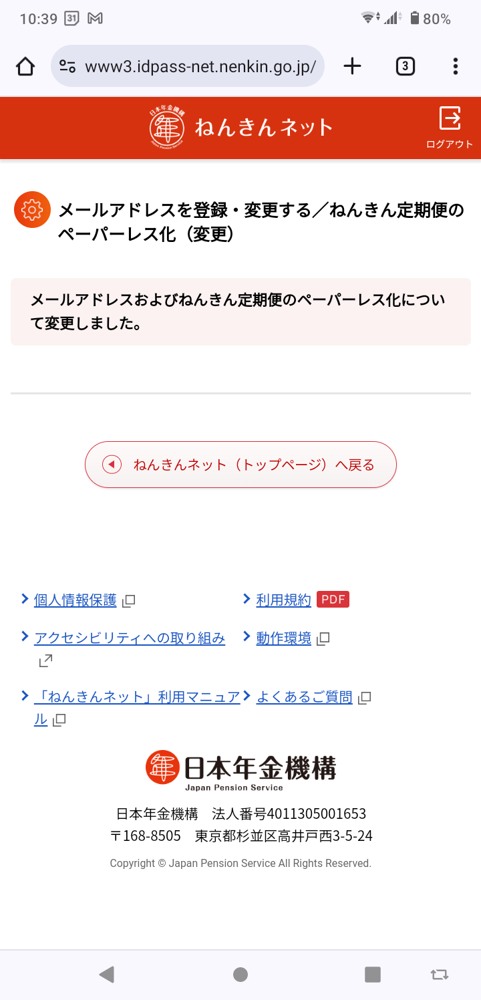 10:39 31 80%
www3.idpass-net.nenkin.go.jp/ 3
日本年金機構 Japan Pension Service ねんきんネット
ログアウト
メールアドレスを登録・変更する／ねんきん定期便の
ペーパーレス化（変更）
メールアドレスおよびねんきん定期便のペーパーレス化につい
て変更しました。
ねんきんネット（トップページ）へ戻る
個人情報保護 利用規約 PDF
アクセシビリティへの取り組み 動作環境
「ねんきんネット」利用マニュア よくあるご質問
ル
日本年金機構
Japan Pension Service
日本年金機構　法人番号4011305001653
〒168-8505　東京都杉並区高井戸西3-5-24
Copyright © Japan Pension Service All Rights Reserved.